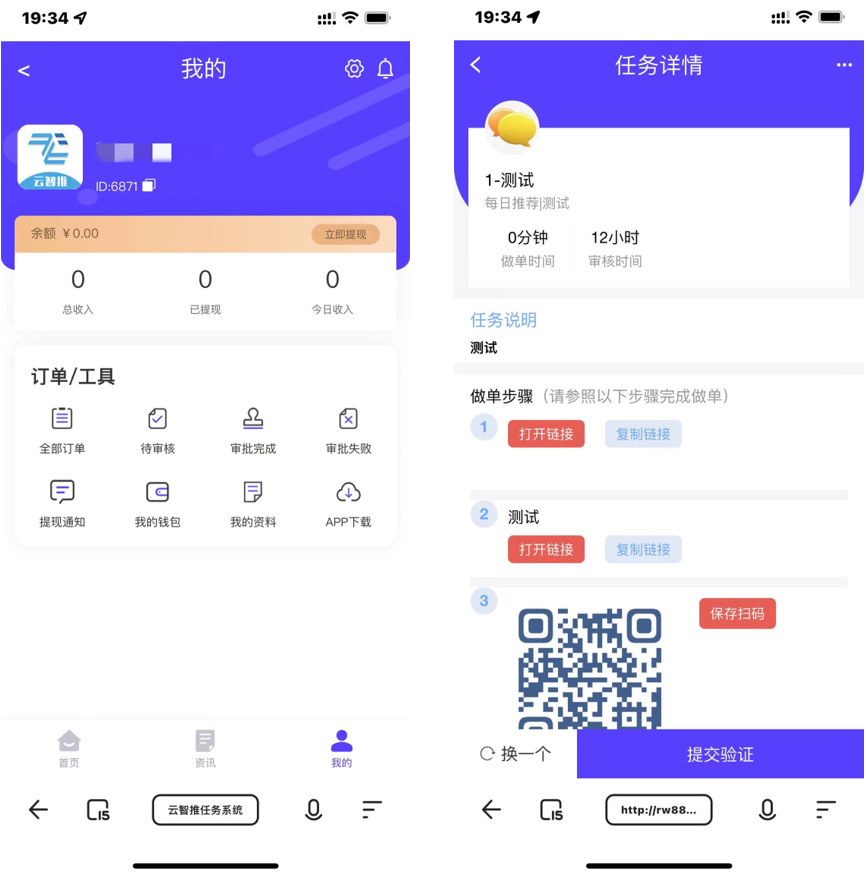 19:34
<
我的
云智推
ID:6871
余额 ¥0.00
立即提现
0
0
0
总收入
已提现
今日收入
订单/工具
全部订单
待审核
审批完成
审批失败
提现通知
我的钱包
我的资料
APP下载
首页
资讯
我的
15
云智推任务系统
19:34
任务详情
1-测试
每日推荐|测试
0分钟
12小时
做单时间
审核时间
任务说明
测试
做单步骤（请参照以下步骤完成做单）
1
打开链接
复制链接
2
测试
打开链接
复制链接
3
保存扫码
换一个
提交验证
15
http://rw88...